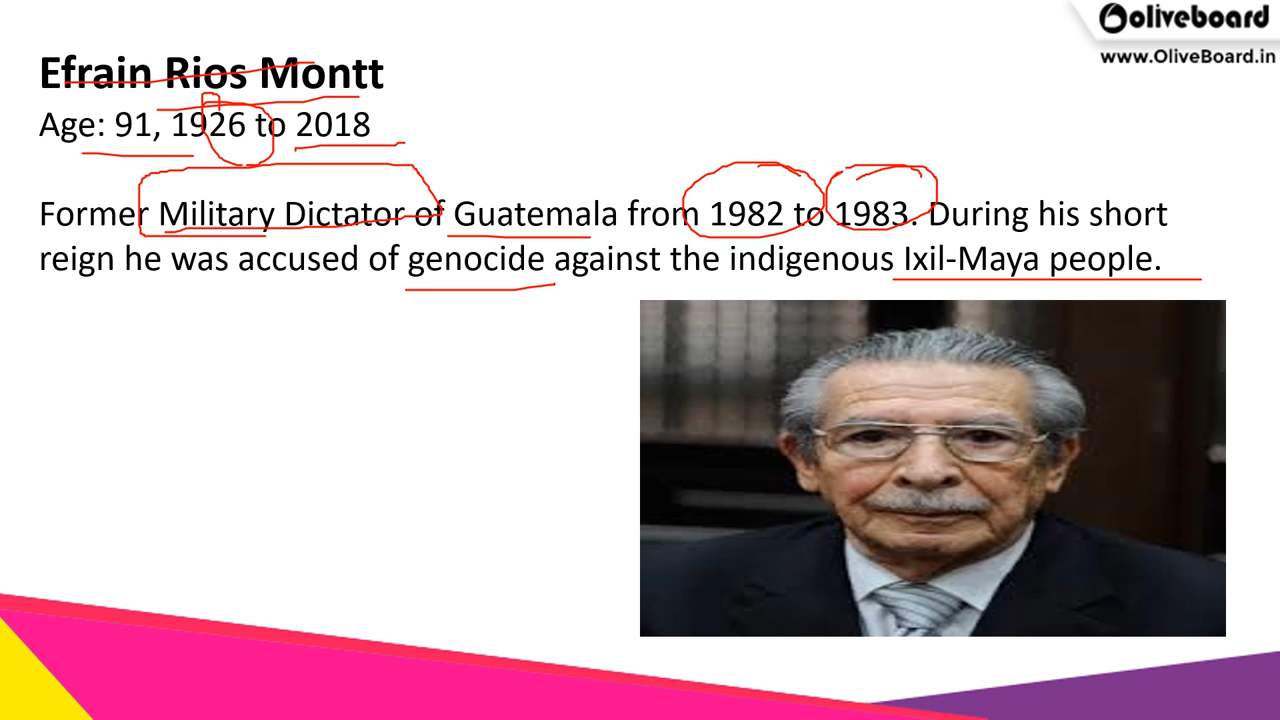 oliveboard
www.OliveBoard.in
Efrain Rios Montt
Age: 91, 1926 to 2018
Former Military Dictator of Guatemala from 1982 to 1983. During his short
reign he was accused of genocide against the indigenous Ixil-Maya people.